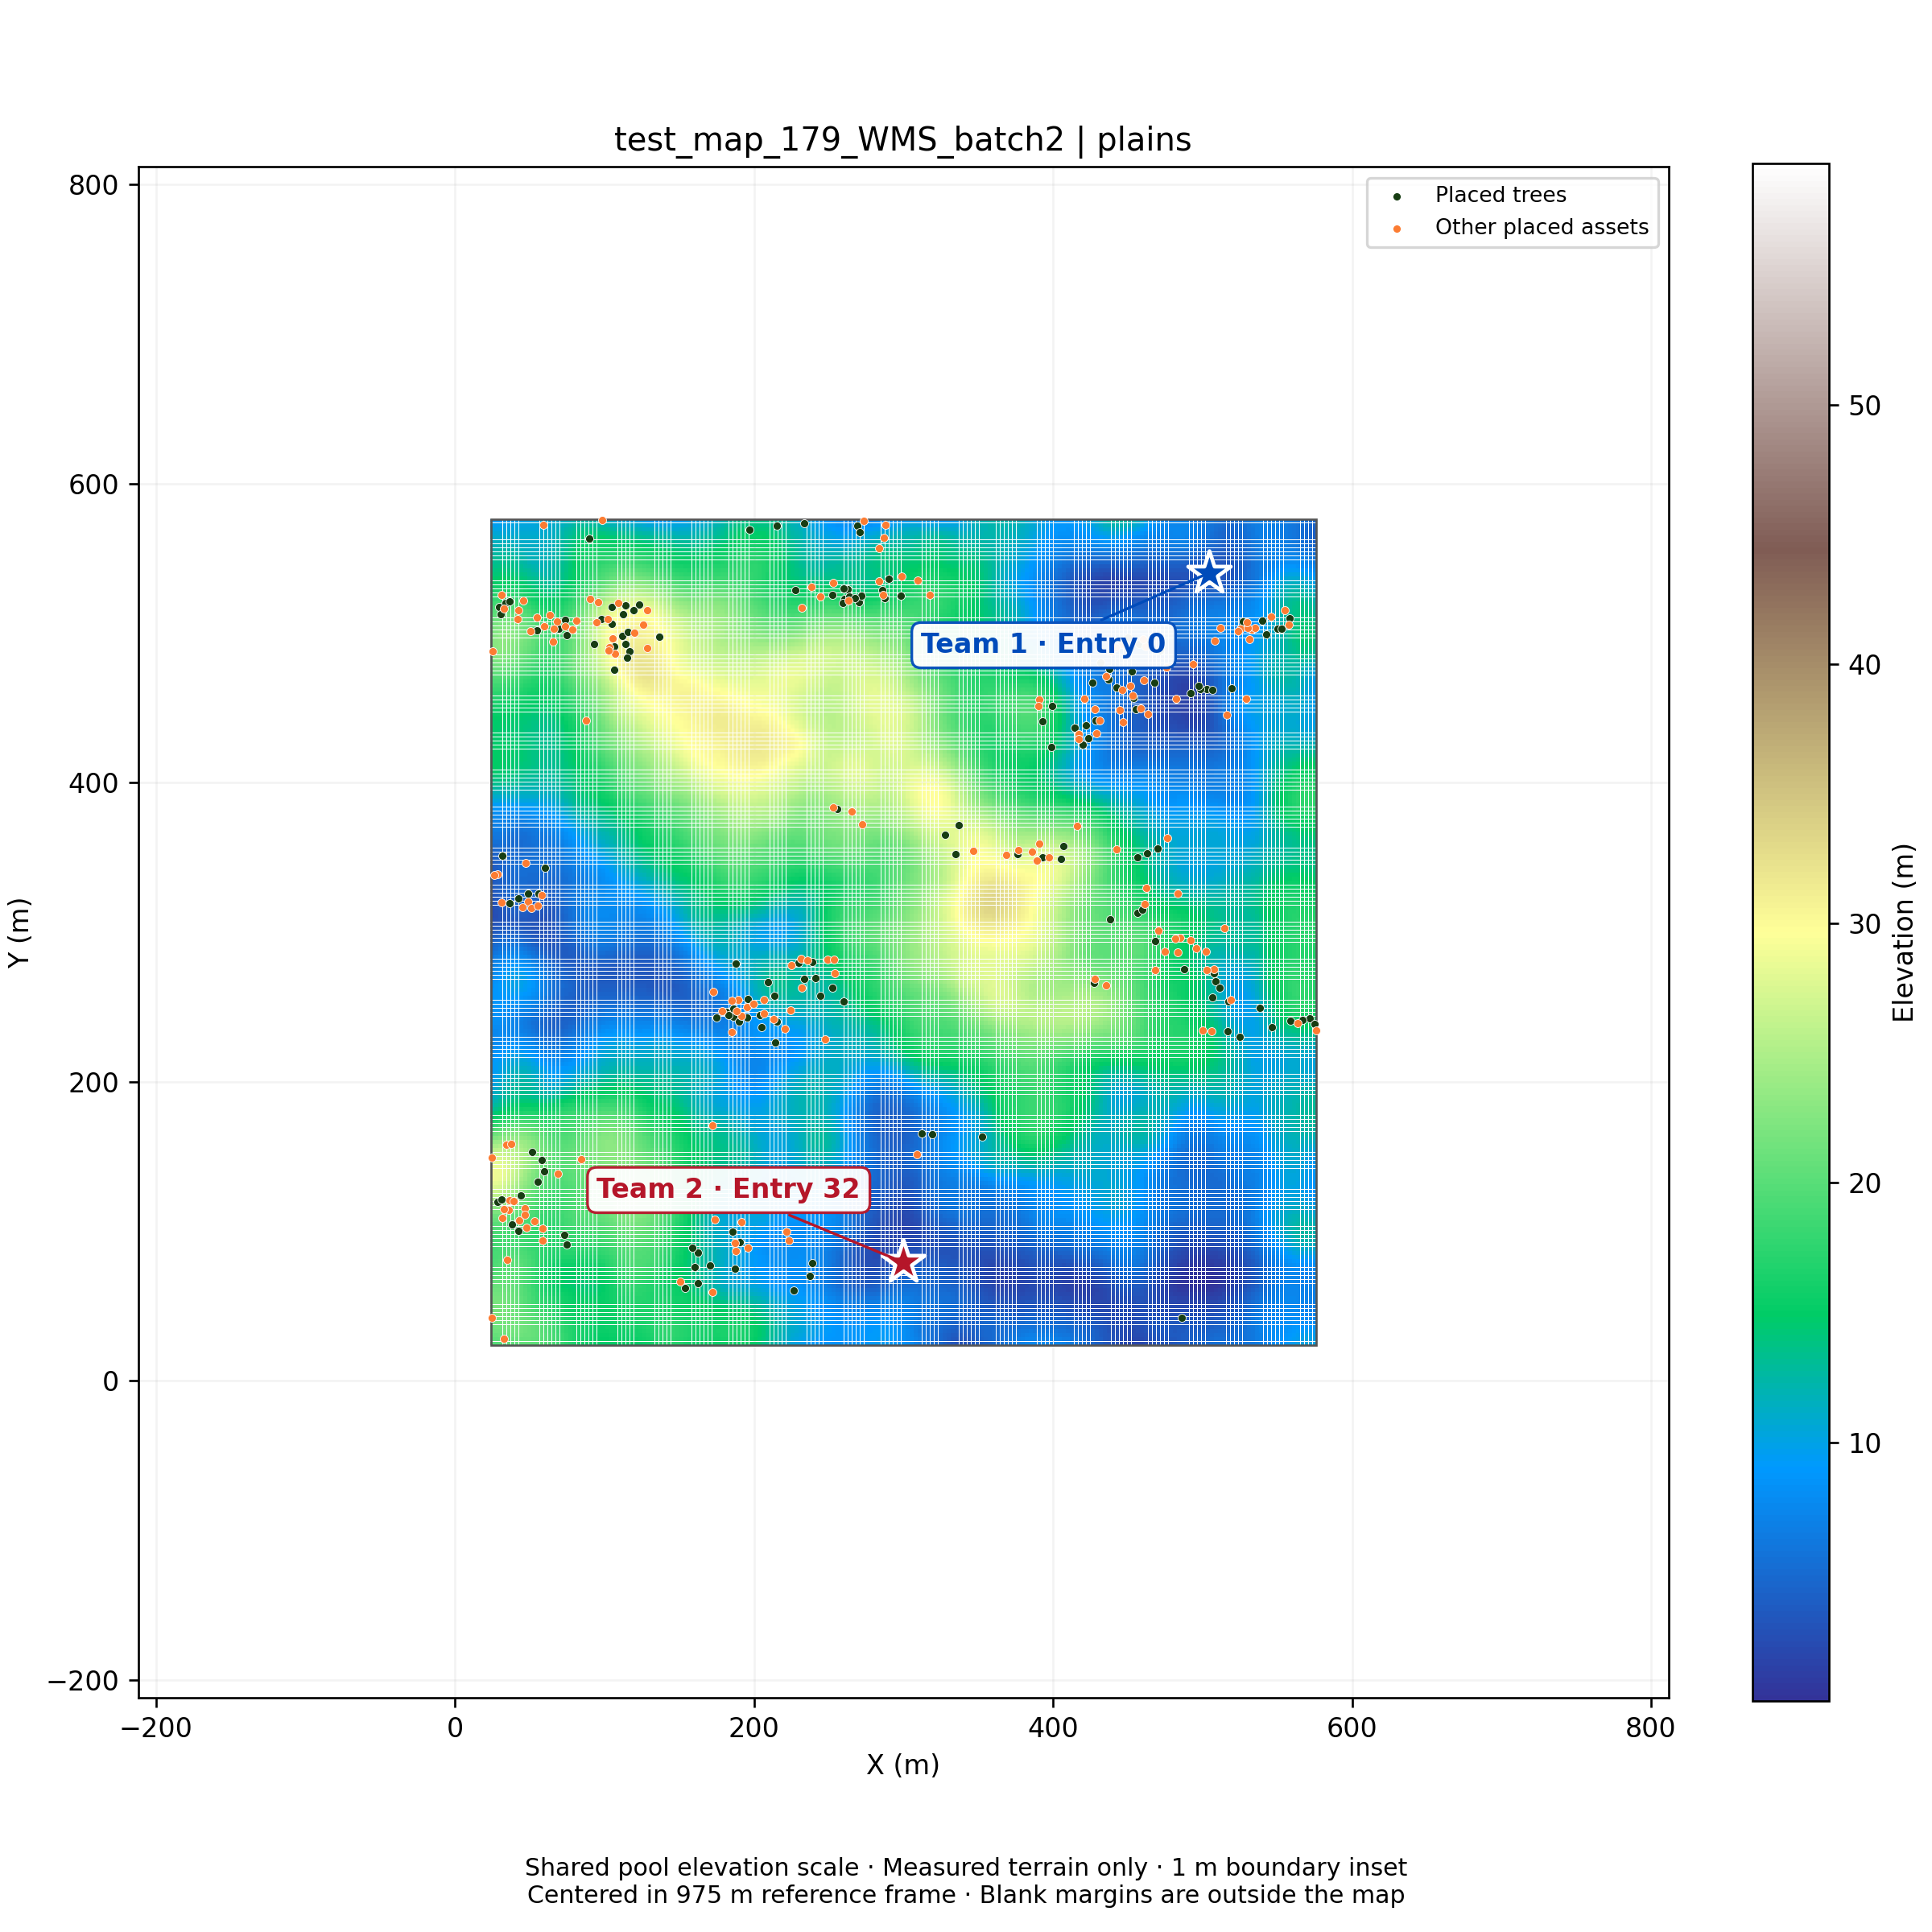 test_map_179_WMS_batch2 | plains
800
600
400
200
0
−200
−200
0
200
400
600
800
X (m)
Y (m)
Placed trees
Other placed assets
Team 1 · Entry 0
Team 2 · Entry 32
50
40
30
20
10
Elevation (m)
Shared pool elevation scale · Measured terrain only · 1 m boundary inset
Centered in 975 m reference frame · Blank margins are outside the map